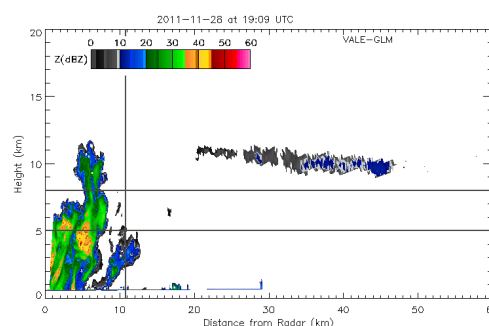 2011-11-28 at 19:09 UTC
20
15
10
5
0
Height (km)
Z(dBZ)
0 10 20 30 40 50 60
VALE-GLM
0 10 20 30 40 50
Distance from Radar (km)